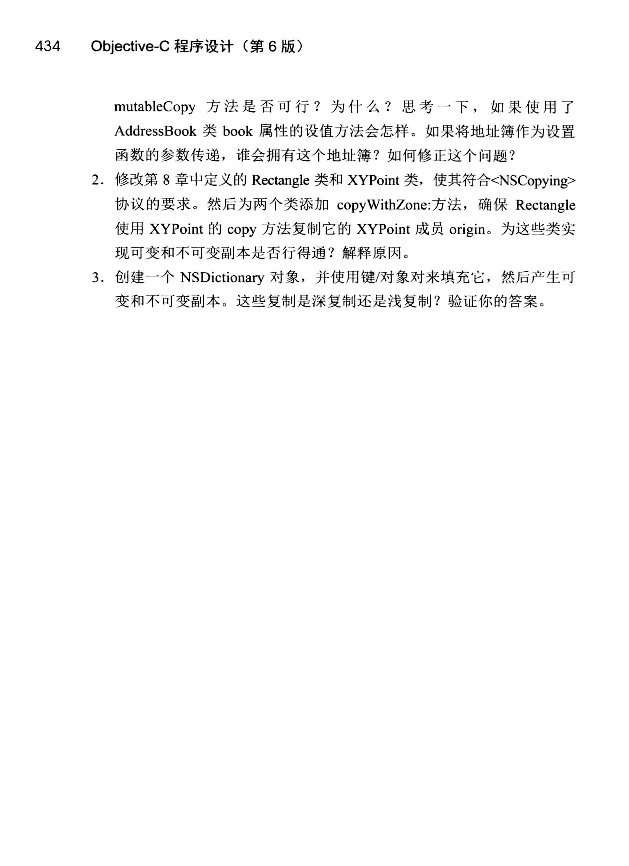 434 Objective-C 程序设计（第 6 版）
mutableCopy 方法是否可行？为什么？思考一下，如果使用了
AddressBook 类 book 属性的设值方法会怎样。如果将地址簿作为设置
函数的参数传递，谁会拥有这个地址簿？如何修正这个问题？
2. 修改第 8 章中定义的 Rectangle 类和 XYPoint 类，使其符合<NSCopying>
协议的要求。然后为两个类添加 copyWithZone:方法，确保 Rectangle
使用 XYPoint 的 copy 方法复制它的 XYPoint 成员 origin。为这些类实
现可变和不可变副本是否行得通？解释原因。
3. 创建一个 NSDictionary 对象，并使用键/对象对来填充它，然后产生可
变和不可变副本。这些复制是深复制还是浅复制？验证你的答案。